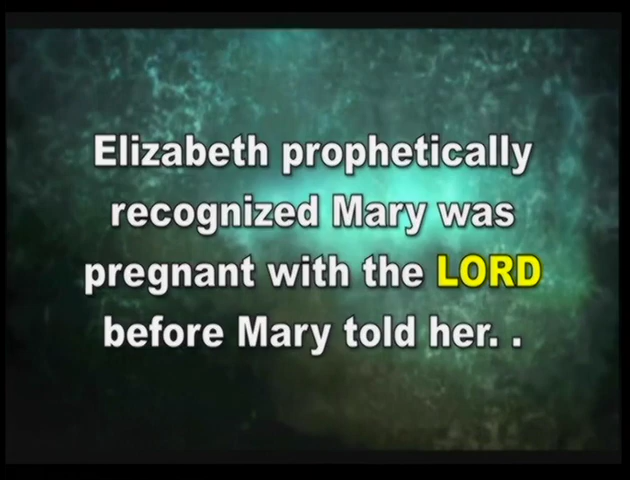 Elizabeth prophetically
recognized Mary was
pregnant with the LORD
before Mary told her. .